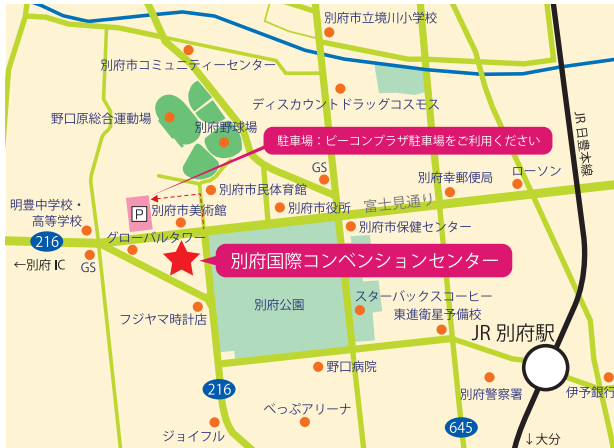 別府市立境川小学校
別府市コミュニティーセンター
ディスカウントドラッグコスモス
野口原総合運動場
別府野球場
駐車場：ビーコンプラザ駐車場をご利用ください
JR 日豊本線
GS
別府幸郵便局
ローソン
別府市民体育館
富士見通り
明豊中学校・
高等学校
P
別府市美術館
別府市役所
別府市保健センター
216
グローバルタワー
←別府 IC
GS
別府国際コンベンションセンター
フジヤマ時計店
別府公園
スターバックスコーヒー
東進衛星予備校
JR 別府駅
野口病院
216
別府警察署
伊予銀行
べっぷアリーナ
ジョイフル
645
↓大分